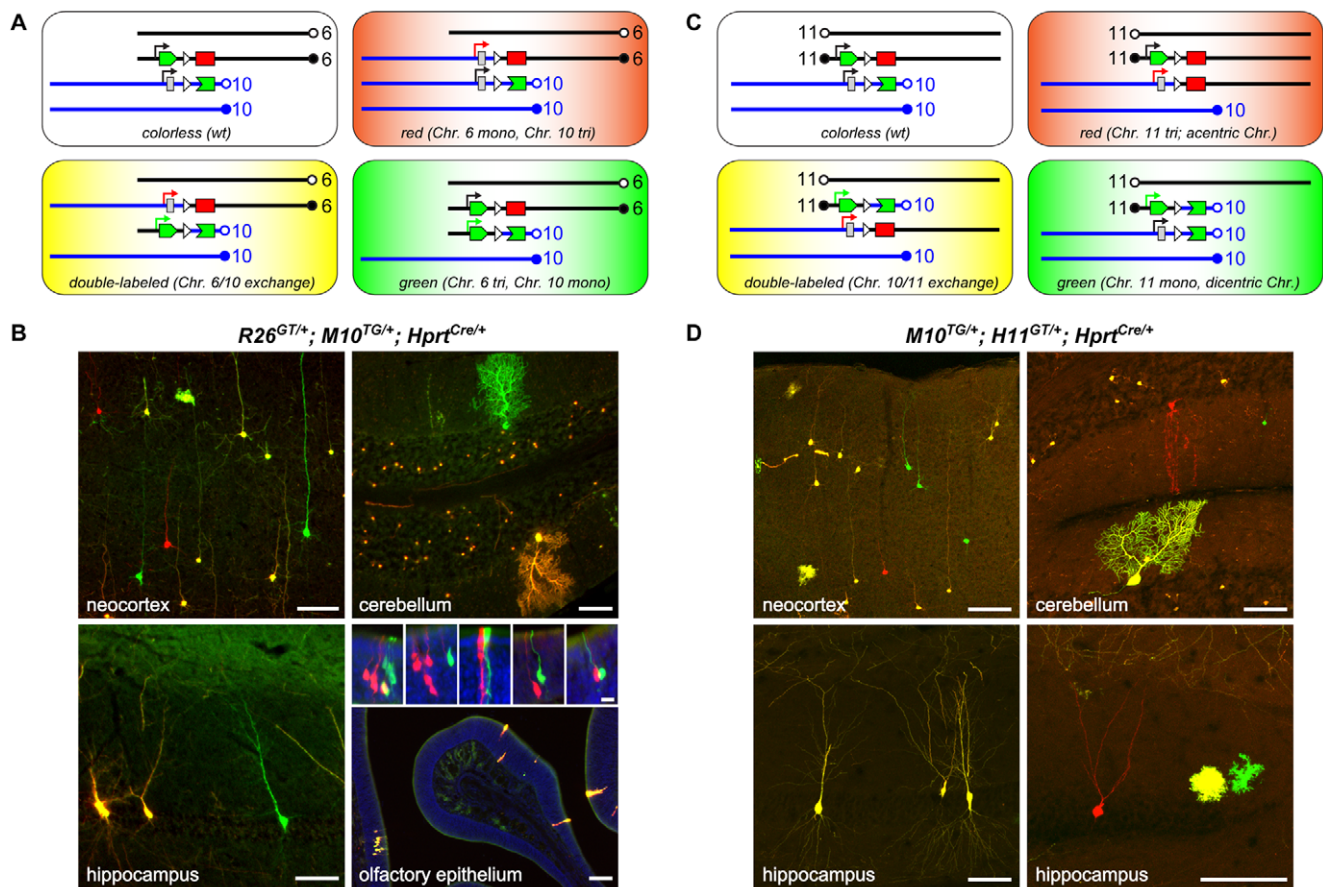 A
6
6
10
10
colorless (wt)
6
6
10
10
red (Chr. 6 mono, Chr. 10 tri)
6
6
10
10
double-labeled (Chr. 6/10 exchange)
6
6
10
10
green (Chr. 6 tri, Chr. 10 mono)
C
11
11
10
10
colorless (wt)
11
11
10
red (Chr. 11 tri; acentric Chr.)
11
11
10
10
double-labeled (Chr. 10/11 exchange)
11
11
10
10
10
green (Chr. 11 mono, dicentric Chr.)
B
R26GT/+; M10TG/+; HprtCre/+
neocortex
cerebellum
hippocampus
olfactory epithelium
D
M10TG/+; H11GT/+; HprtCre/+
neocortex
cerebellum
hippocampus
hippocampus